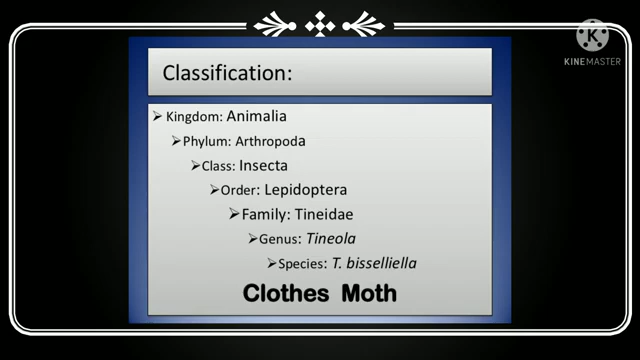 Classification:
K
KINEMASTER
➢ Kingdom: Animalia
➢Phylum: Arthropoda
➢Class: Insecta
➢Order: Lepidoptera
➢Family: Tineidae
➢Genus: Tineola
➢Species: T. bisselliella
Clothes Moth